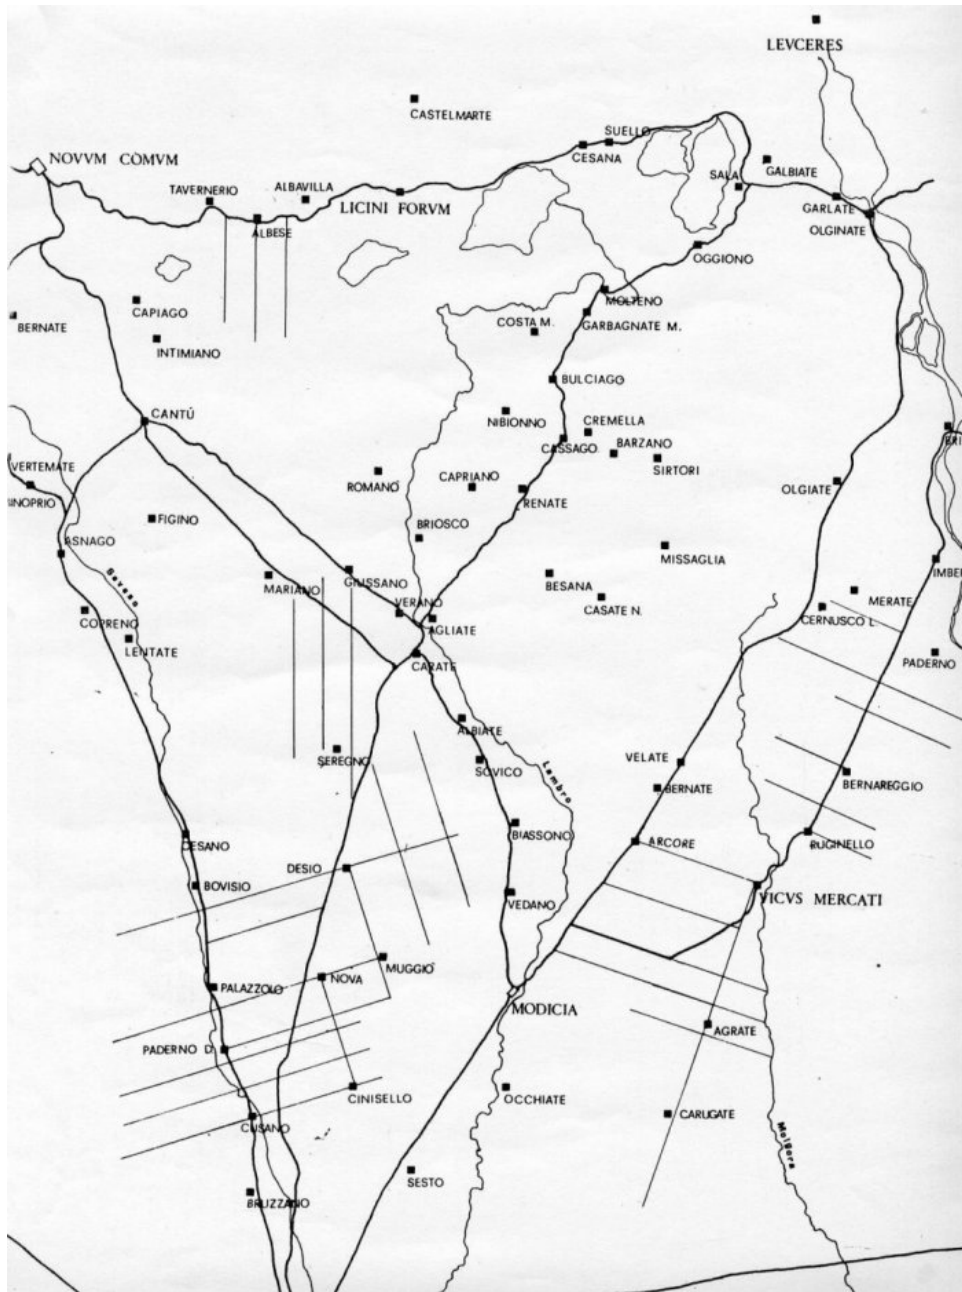 LEVCERES
CASTELMARTE
SUELLO
CESANA
NOVVM CÒMVM
GALBIATE
TAVERNERIO
ALBAVILLA
SALA
LICINI FORVM
GARLATE
ALBESE
OLGINATE
OGGIONO
CAPIAGO
MOLTENO
BERNATE
COSTA M.
GARBAGNATE M.
INTIMIANO
BULCIAGO
CANTÚ
NIBIONNO
CREMELLA
CASSAGO
BARZANO
VERTEMATE
SIRTORI
ROMANO
CAPRIANO
OLGIATE
RENATE
FIGINO
BRIOSCO
ASNAGO
MISSAGLIA
Seveso
MARIANO
GIUSSANO
BESANA
MERATE
VERANO
CASATE N.
COPRENO
AGLIATE
CERNUSCO L
LENTATE
CARATE
PADERNO
ALBIATE
SEREGNO
SOVICO
VELATE
Lambro
BERNATE
BERNAREGGIO
BIASSONO
ARCORE
RUGINELLO
CESANO
DESIO
BOVISIO
VEDANO
VICVS MERCATI
MUGGIO
NOVA
PALAZZOLO
MODICIA
AGRATE
PADERNO D.
CINISELLO
OCCHIATE
CUSANO
CARUGATE
Molgora
SESTO
BRUZZANO